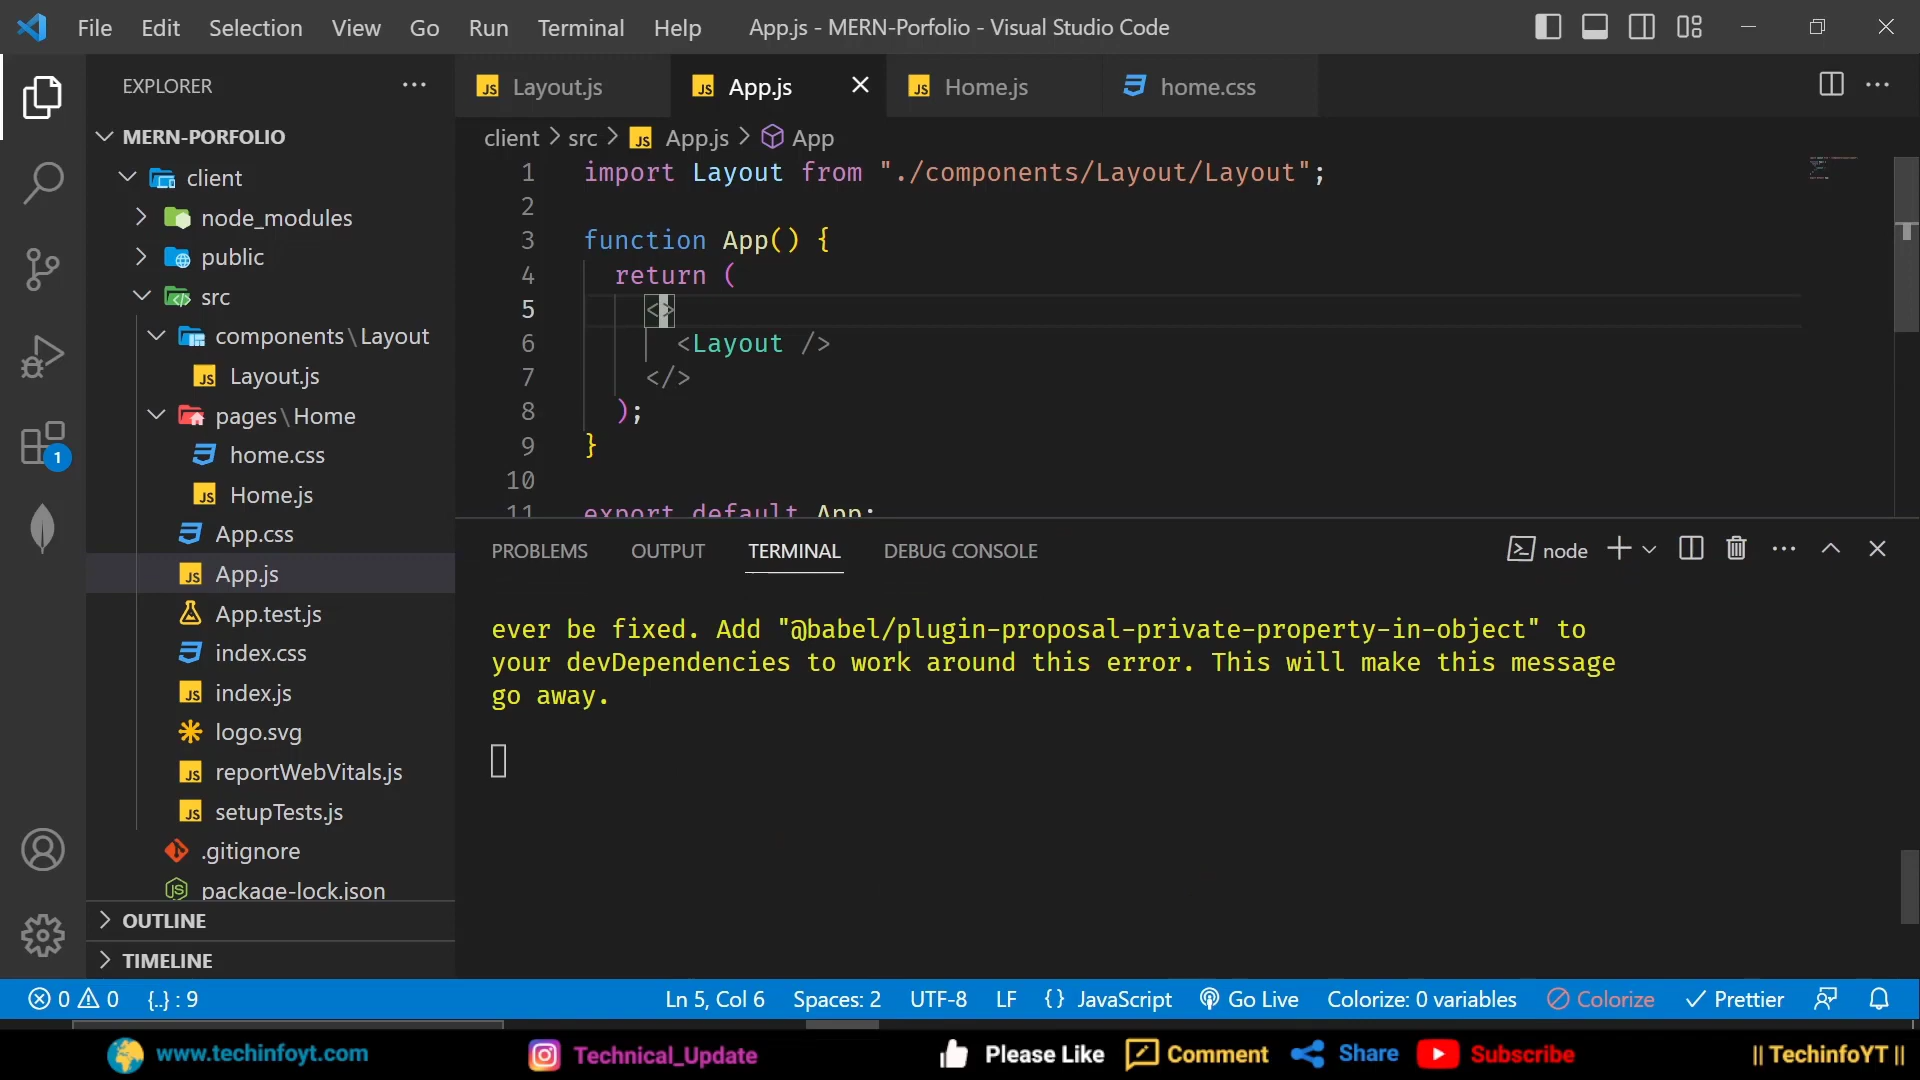 File Edit Selection View Go Run Terminal Help App.js - MERN-Porfolio - Visual Studio Code
EXPLORER
MERN-PORFOLIO
client
node_modules
public
src
components\Layout
Layout.js
pages\Home
home.css
Home.js
App.css
App.js
App.test.js
index.css
index.js
logo.svg
reportWebVitals.js
setupTests.js
.gitignore
package-lock.json
OUTLINE
TIMELINE
1
Layout.js App.js Home.js home.css
client > src > App.js > App
1 import Layout from "./components/Layout/Layout";
2
3 function App() {
4 return (
5 <>
6 <Layout />
7 </>
8 );
9 }
10
11 export default App;
PROBLEMS OUTPUT TERMINAL DEBUG CONSOLE node
ever be fixed. Add "@babel/plugin-proposal-private-property-in-object" to
your devDependencies to work around this error. This will make this message
go away.
0 0 {..} : 9 Ln 5, Col 6 Spaces: 2 UTF-8 LF {} JavaScript Go Live Colorize: 0 variables Colorize Prettier
www.techinfoyt.com Technical_Update Please Like Comment Share Subscribe || TechinfoYT ||